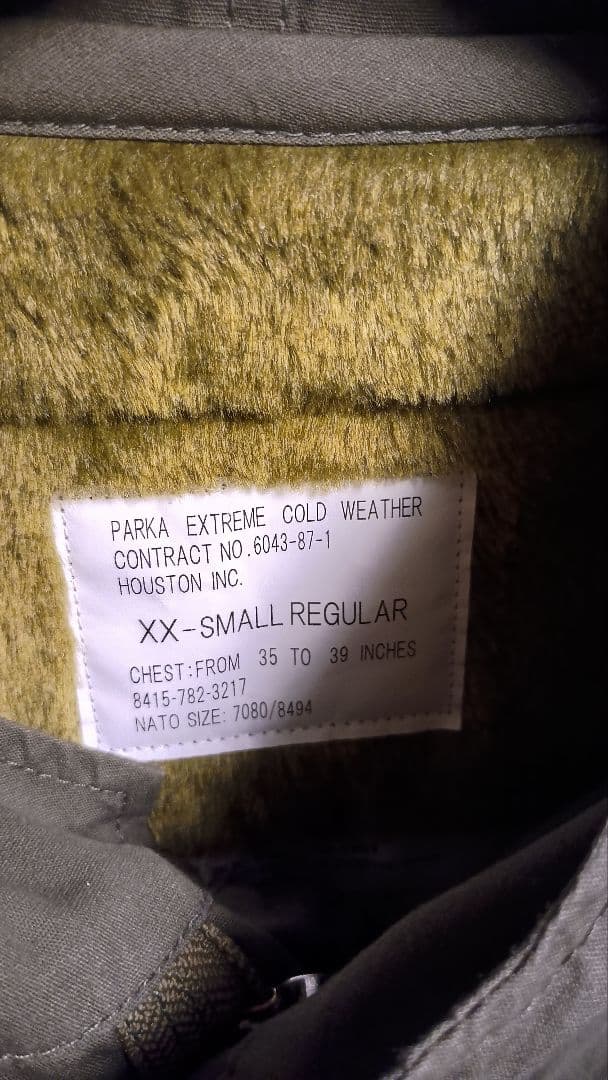 PARKA EXTREME COLD WEATHER
CONTRACT NO.6043-87-1
HOUSTON INC.
XX-SMALL REGULAR
CHEST:FROM 35 TO 39 INCHES
8415-782-3217
NATO SIZE: 7080/8494